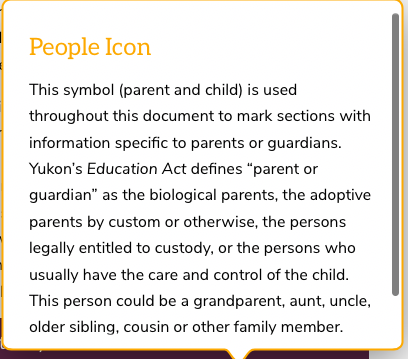 People Icon
This symbol (parent and child) is used
throughout this document to mark sections with
information specific to parents or guardians.
Yukon’s Education Act defines “parent or
guardian” as the biological parents, the adoptive
parents by custom or otherwise, the persons
legally entitled to custody, or the persons who
usually have the care and control of the child.
This person could be a grandparent, aunt, uncle,
older sibling, cousin or other family member.